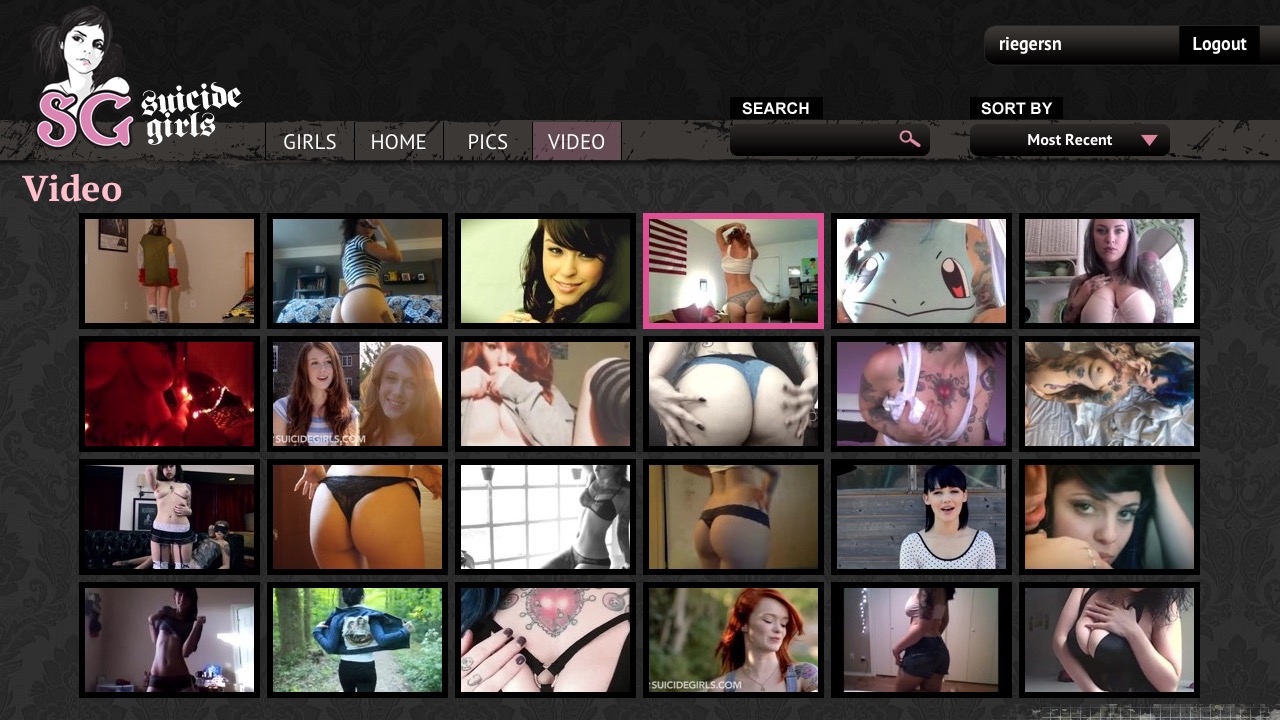 SG suicide girls
riegersn
Logout
SEARCH
SORT BY
GIRLS
HOME
PICS
VIDEO
Most Recent
Video
SUICIDEGIRLS.COM
SUICIDEGIRLS.COM